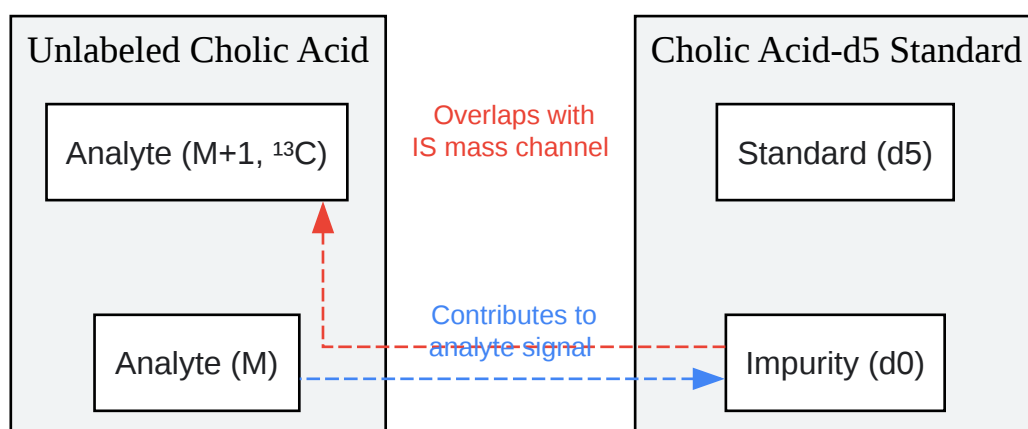 Unlabeled Cholic Acid
Analyte (M+1, ¹³C)
Analyte (M)
Overlaps with
IS mass channel
Contributes to
analyte signal
Cholic Acid-d5 Standard
Standard (d5)
Impurity (d0)